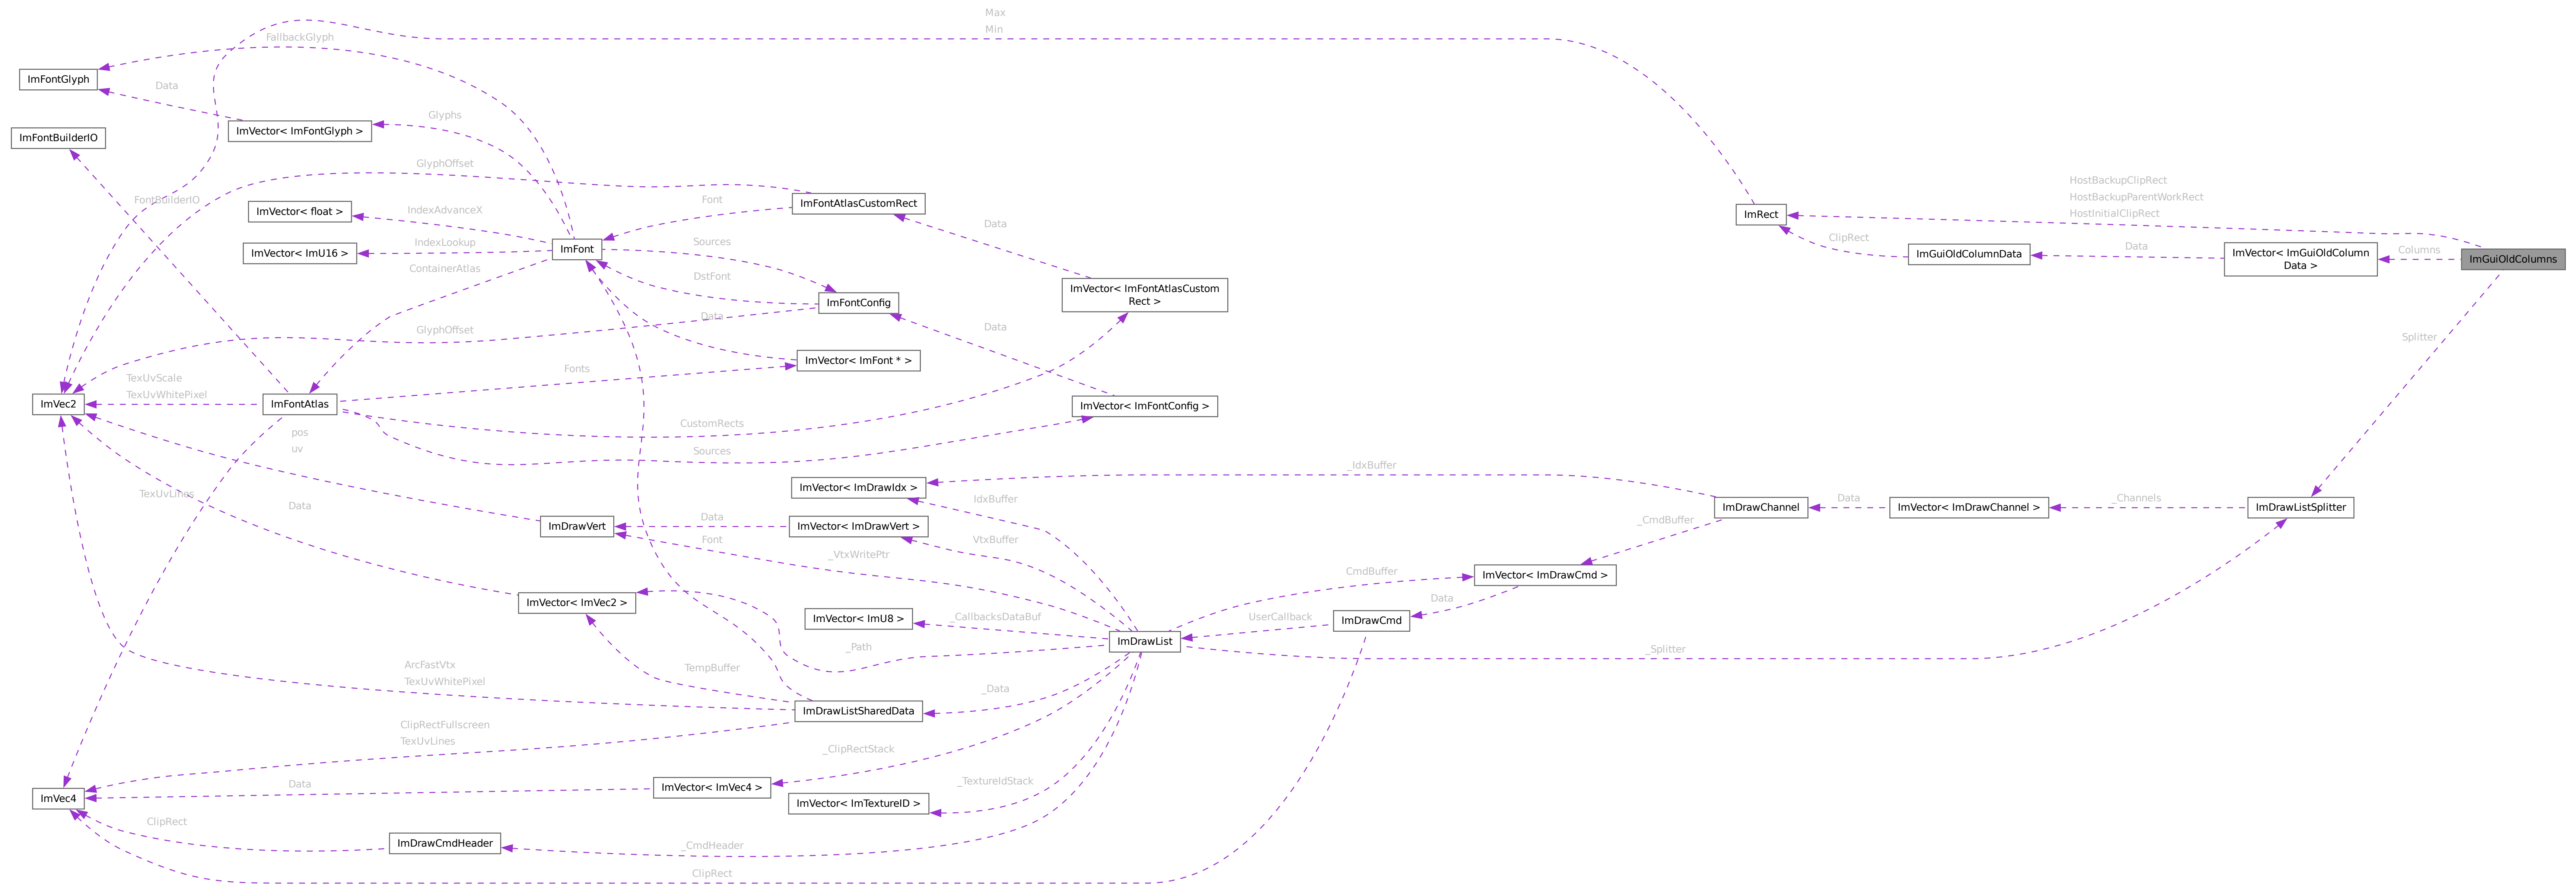 Max
Min
FallbackGlyph
ImFontGlyph
Data
Glyphs
ImVector< ImFontGlyph >
ImFontBuilderIO
GlyphOffset
HostBackupClipRect
HostBackupParentWorkRect
HostInitialClipRect
FontBuilderIO
Font
ImFontAtlasCustomRect
ImVector< float >
IndexAdvanceX
ImRect
Data
ClipRect
Sources
IndexLookup
ImFont
ImVector< ImU16 >
Data
Columns
ImGuiOldColumnData
ImVector< ImGuiOldColumn
Data >
ImGuiOldColumns
ContainerAtlas
DstFont
ImVector< ImFontAtlasCustom
Rect >
ImFontConfig
Data
Data
GlyphOffset
Splitter
ImVector< ImFont * >
Fonts
TexUvScale
TexUvWhitePixel
ImVec2
ImFontAtlas
ImVector< ImFontConfig >
CustomRects
pos
uv
Sources
_IdxBuffer
ImVector< ImDrawIdx >
TexUvLines
IdxBuffer
Data
_Channels
Data
ImDrawChannel
ImVector< ImDrawChannel >
ImDrawListSplitter
Data
_CmdBuffer
ImDrawVert
ImVector< ImDrawVert >
Font
VtxBuffer
_VtxWritePtr
CmdBuffer
ImVector< ImDrawCmd >
Data
ImVector< ImVec2 >
ImVector< ImU8 >
_CallbacksDataBuf
UserCallback
ImDrawCmd
ImDrawList
_Path
_Splitter
ArcFastVtx
TexUvWhitePixel
TempBuffer
_Data
ImDrawListSharedData
ClipRectFullscreen
TexUvLines
_ClipRectStack
Data
_TextureIdStack
ImVector< ImVec4 >
ImVec4
ImVector< ImTextureID >
ClipRect
ImDrawCmdHeader
_CmdHeader
ClipRect